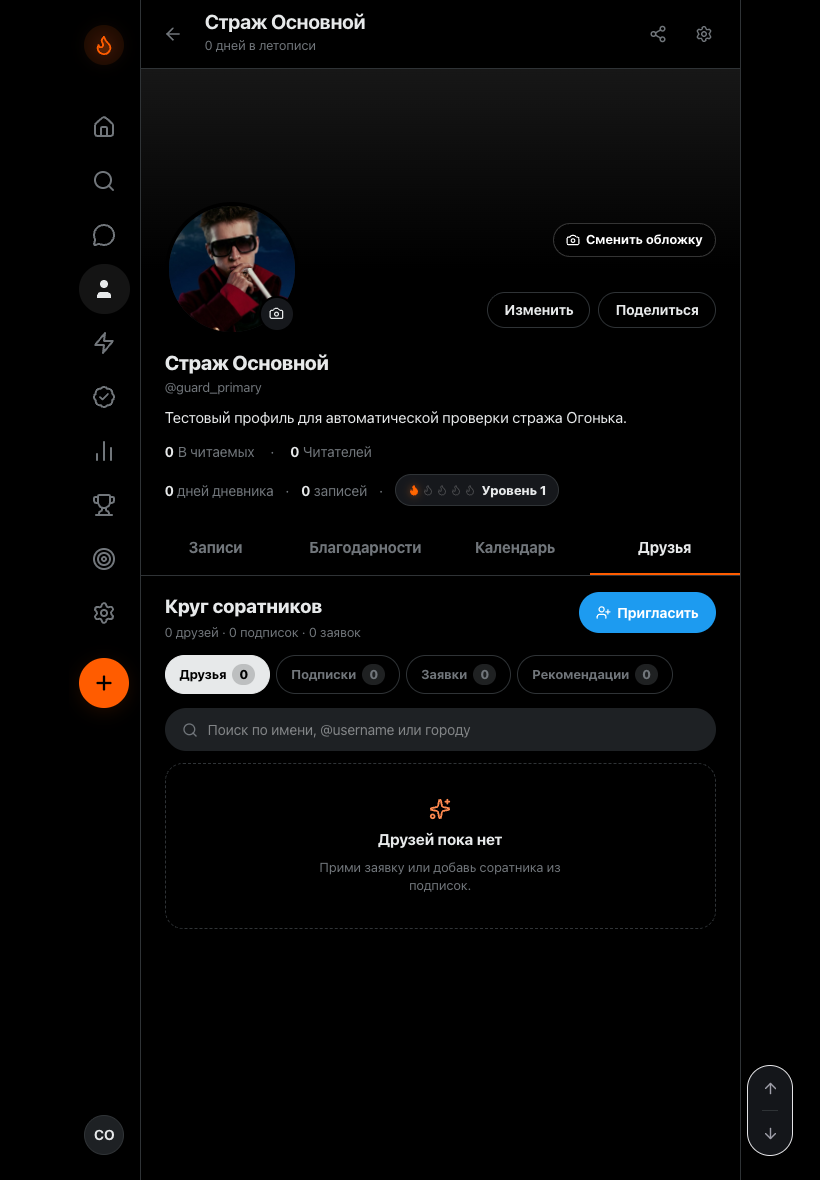 Страж Основной
0 дней в летописи
Сменить обложку
Изменить
Поделиться
Страж Основной
@guard_primary
Тестовый профиль для автоматической проверки стража Огонька.
0 В читаемых · 0 Читателей
0 дней дневника · 0 записей · Уровень 1
Записи
Благодарности
Календарь
Друзья
Круг соратников
0 друзей · 0 подписок · 0 заявок
Пригласить
Друзья 0
Подписки 0
Заявки 0
Рекомендации 0
Поиск по имени, @username или городу
Друзей пока нет
Прими заявку или добавь соратника из
подписок.
СО